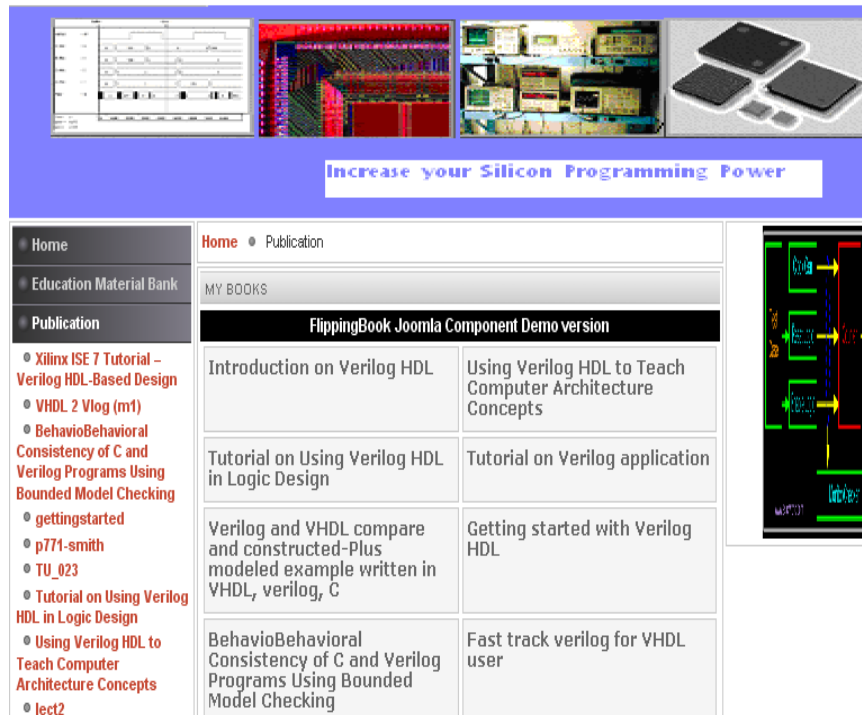 Increase your Silicon Programming Power
Home
Education Material Bank
Publication
Xilinx ISE 7 Tutorial –
Verilog HDL-Based Design
VHDL 2 Vlog (m1)
BehavioBehavioral
Consistency of C and
Verilog Programs Using
Bounded Model Checking
gettingstarted
p771-smith
TU_023
Tutorial on Using Verilog
HDL in Logic Design
Using Verilog HDL to
Teach Computer
Architecture Concepts
lect2
Home Publication
MY BOOKS
FlippingBook Joomla Component Demo version
Introduction on Verilog HDL
Using Verilog HDL to Teach
Computer Architecture
Concepts
Tutorial on Using Verilog HDL
in Logic Design
Tutorial on Verilog application
Verilog and VHDL compare
and constructed-Plus
modeled example written in
VHDL, verilog, C
Getting started with Verilog
HDL
BehavioBehavioral
Consistency of C and Verilog
Programs Using Bounded
Model Checking
Fast track verilog for VHDL
user